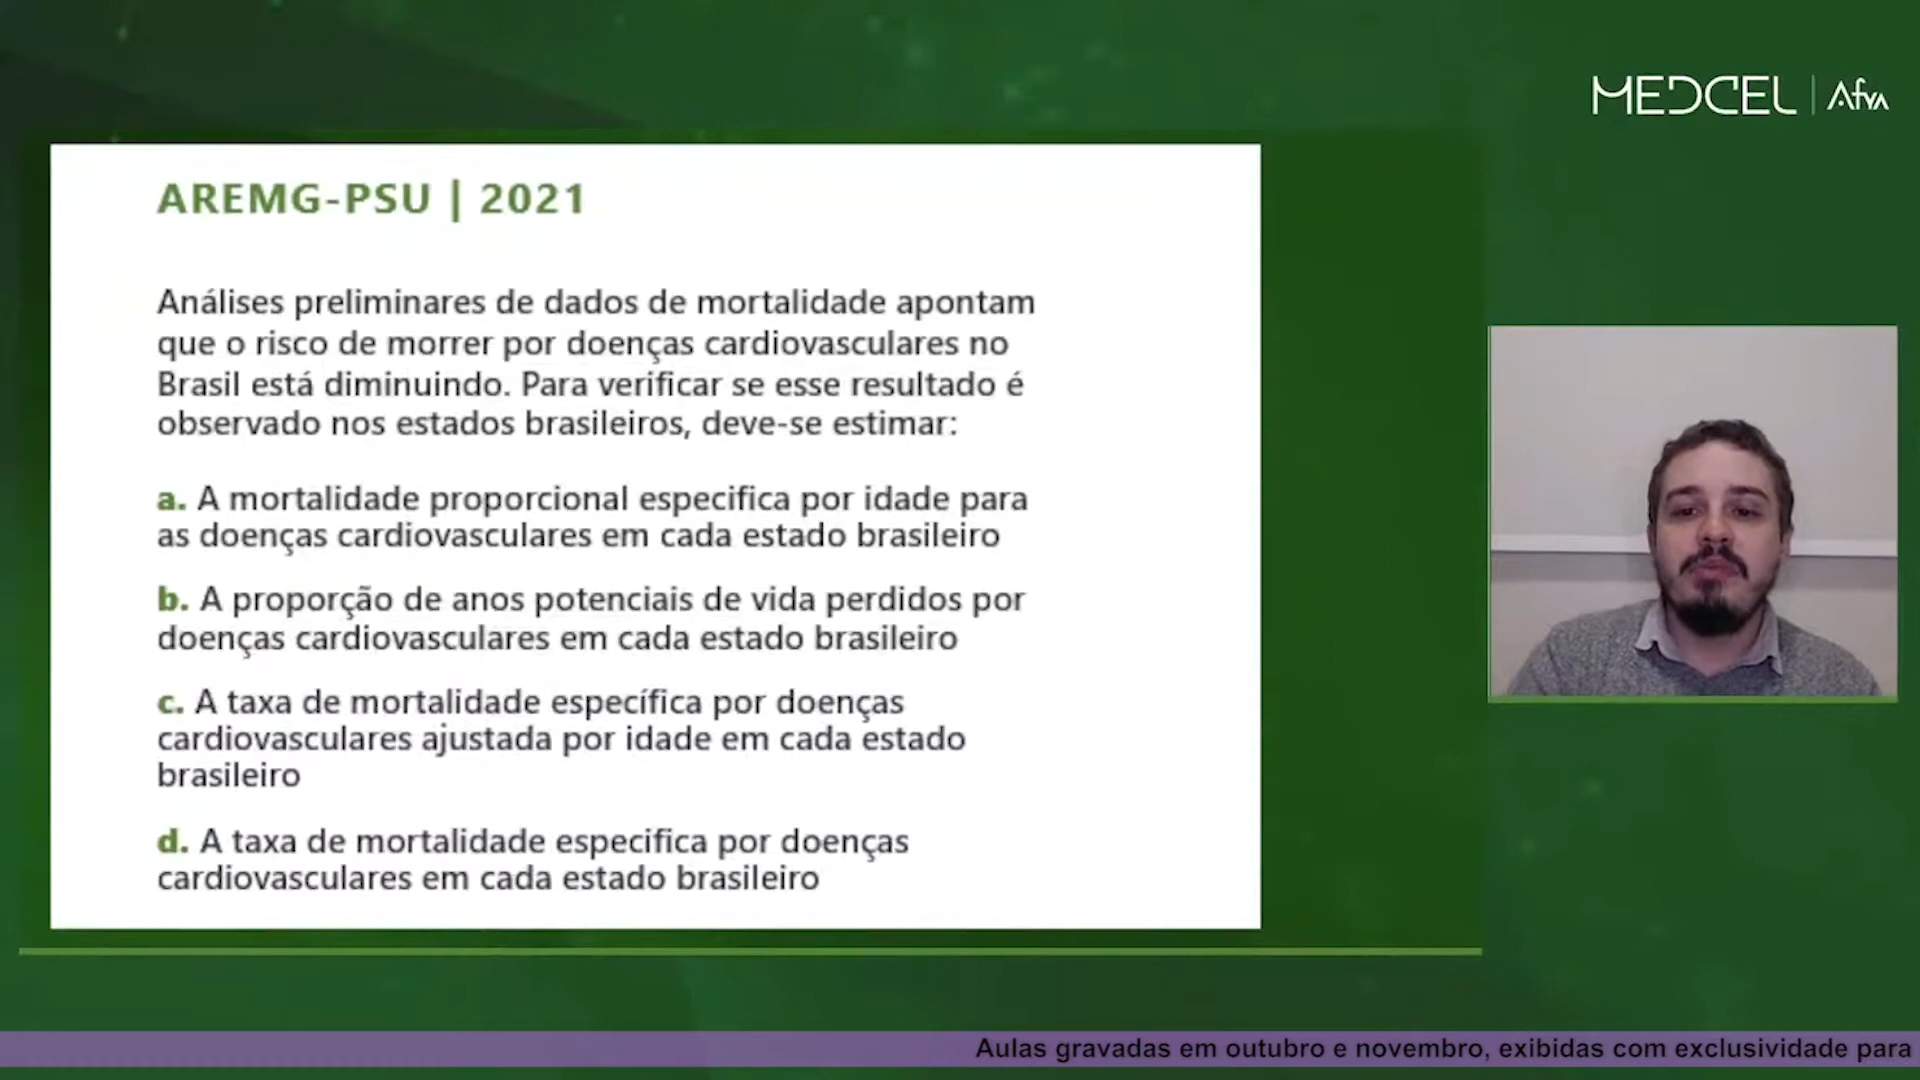 MEDCEL | Afya
AREMG-PSU | 2021
Análises preliminares de dados de mortalidade apontam
que o risco de morrer por doenças cardiovasculares no
Brasil está diminuindo. Para verificar se esse resultado é
observado nos estados brasileiros, deve-se estimar:
a. A mortalidade proporcional específica por idade para
as doenças cardiovasculares em cada estado brasileiro
b. A proporção de anos potenciais de vida perdidos por
doenças cardiovasculares em cada estado brasileiro
c. A taxa de mortalidade específica por doenças
cardiovasculares ajustada por idade em cada estado
brasileiro
d. A taxa de mortalidade específica por doenças
cardiovasculares em cada estado brasileiro
Aulas gravadas em outubro e novembro, exibidas com exclusividade para